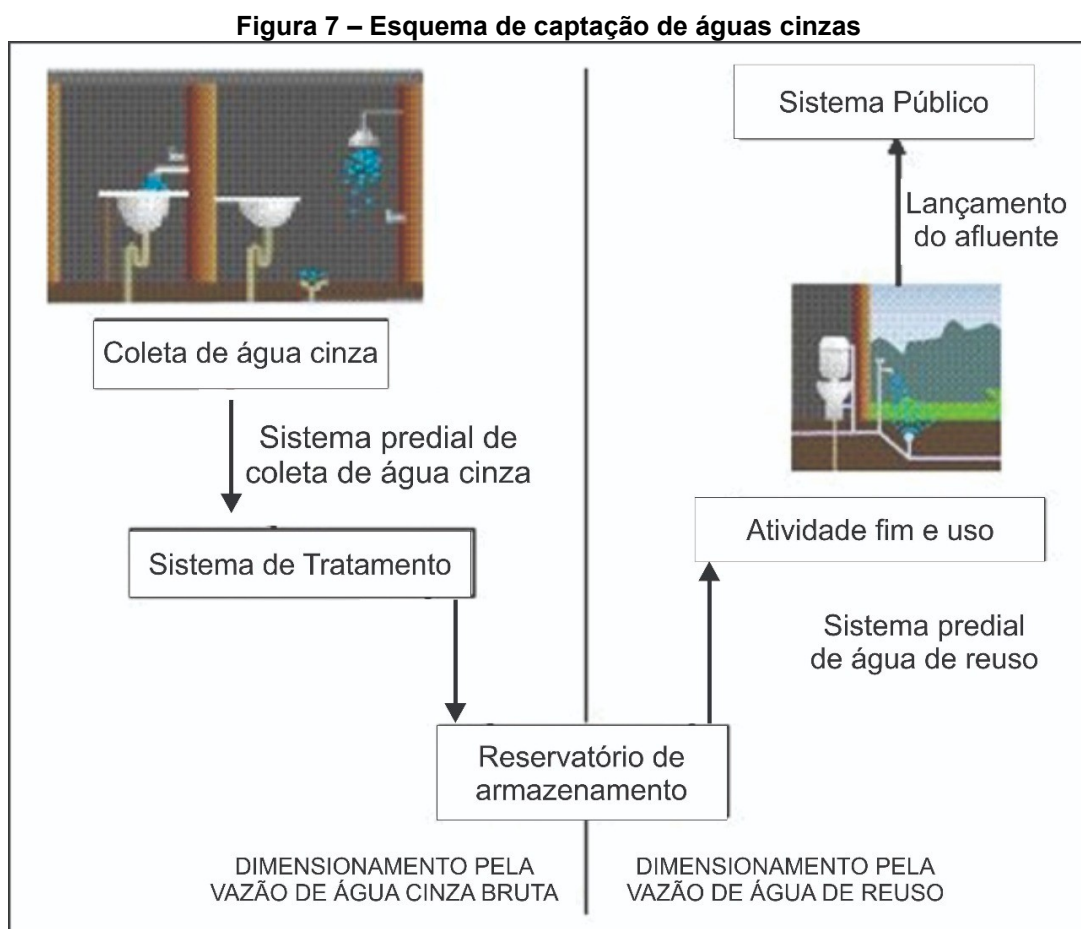 Figura 7 – Esquema de captação de águas cinzas
Coleta de água cinza
Sistema predial de
coleta de água cinza
Sistema de Tratamento
Reservatório de
armazenamento
DIMENSIONAMENTO PELA
VAZÃO DE ÁGUA CINZA BRUTA
Sistema Público
Lançamento
do afluente
Atividade fim e uso
Sistema predial
de água de reuso
DIMENSIONAMENTO PELA
VAZÃO DE ÁGUA DE REUSO